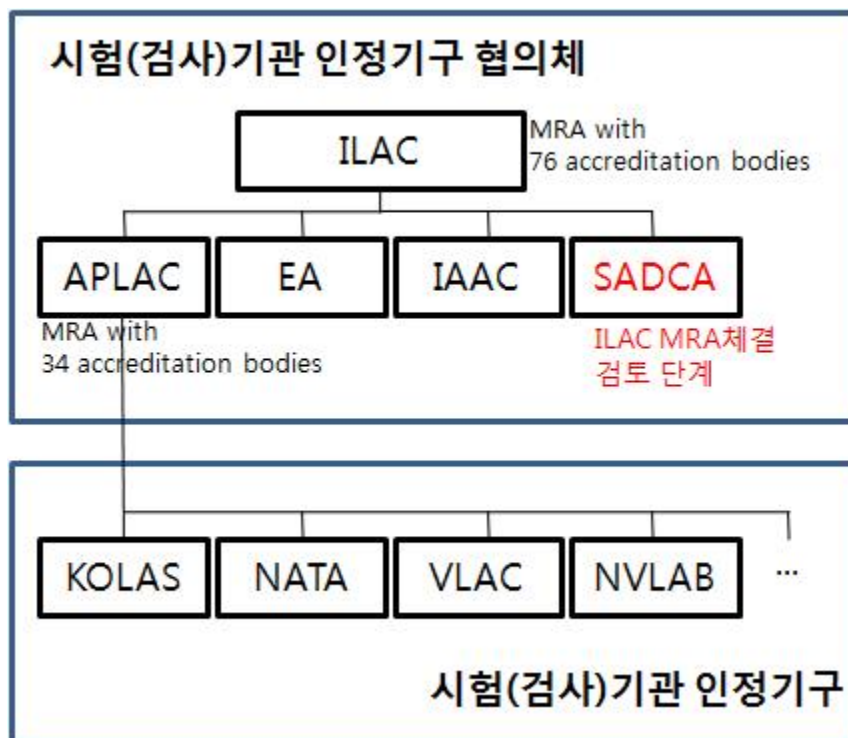 시험(검사)기관 인정기구 협의체
ILAC
MRA with
76 accreditation bodies
APLAC
EA
IAAC
SADCA
MRA with
34 accreditation bodies
ILAC MRA체결
검토 단계
KOLAS
NATA
VLAC
NVLAB
...
시험(검사)기관 인정기구